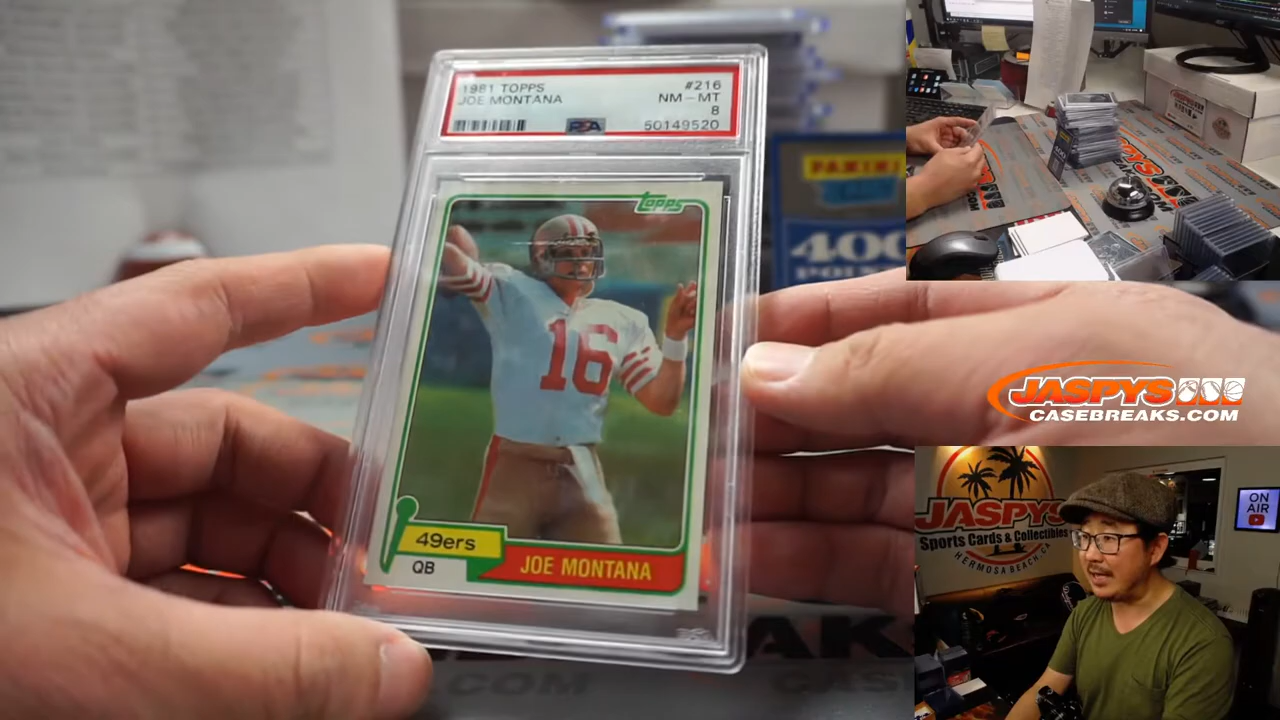 1981 TOPPS
JOE MONTANA
#216
NM-MT
8
PSA
50149520
topps
16
49ers
QB
JOE MONTANA
PANINI
400
JASPYS
CASEBREAKS.COM
JASPYS
Sports Cards & Collectibles
HERMOSA BEACH, CA
ON
AIR